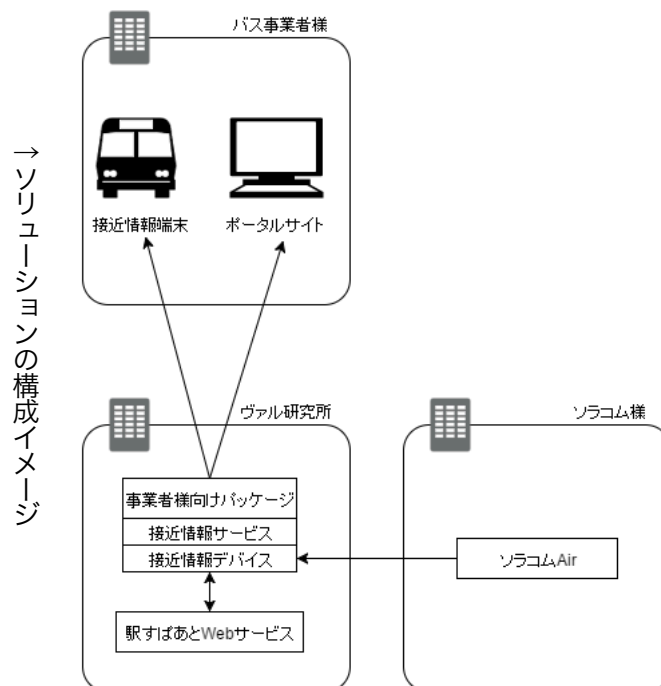 →ソリューションの構成イメージ
バス事業者様
接近情報端末
ポータルサイト
ヴァル研究所
事業者様向けパッケージ
接近情報サービス
接近情報デバイス
駅すぱあとWebサービス
ソラコム様
ソラコムAir